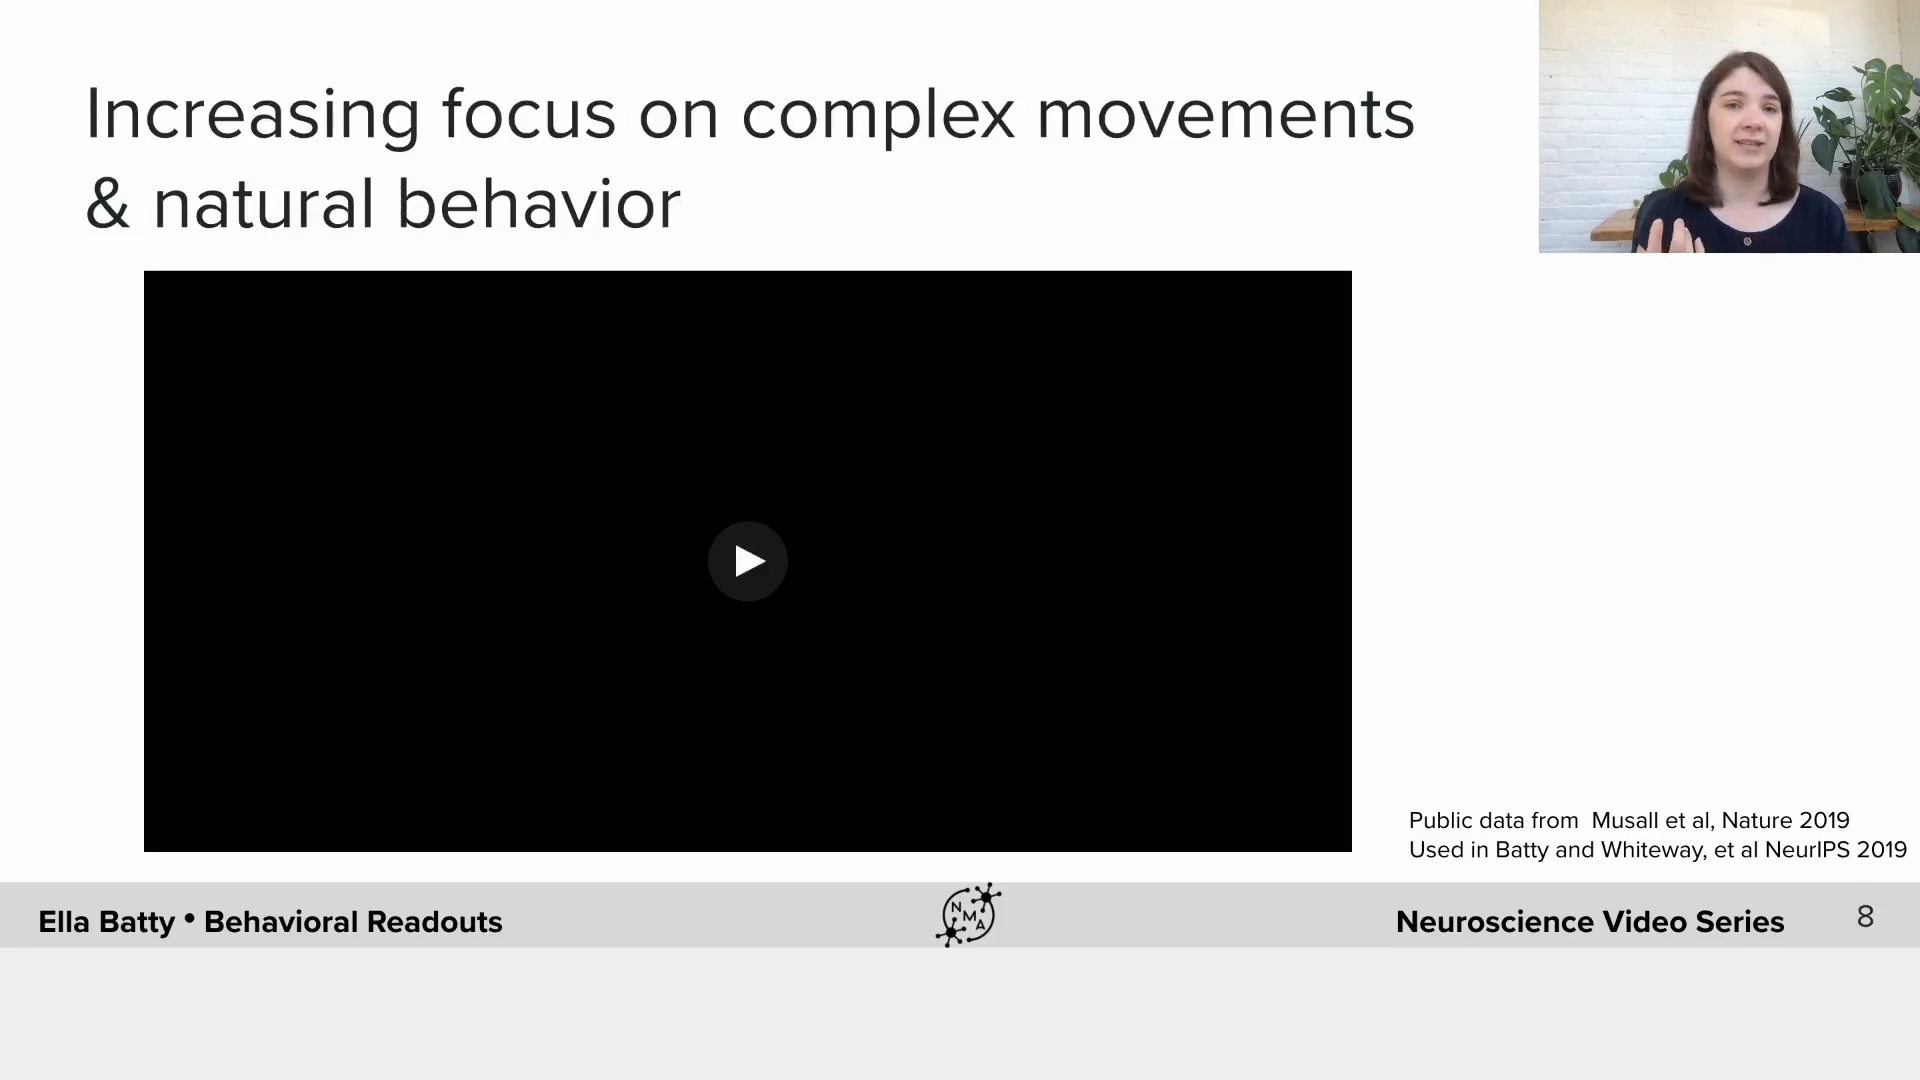 Increasing focus on complex movements
& natural behavior
Public data from  Musall et al, Nature 2019
Used in Batty and Whiteway, et al NeurIPS 2019
Ella Batty • Behavioral Readouts
N
M
A
Neuroscience Video Series
8